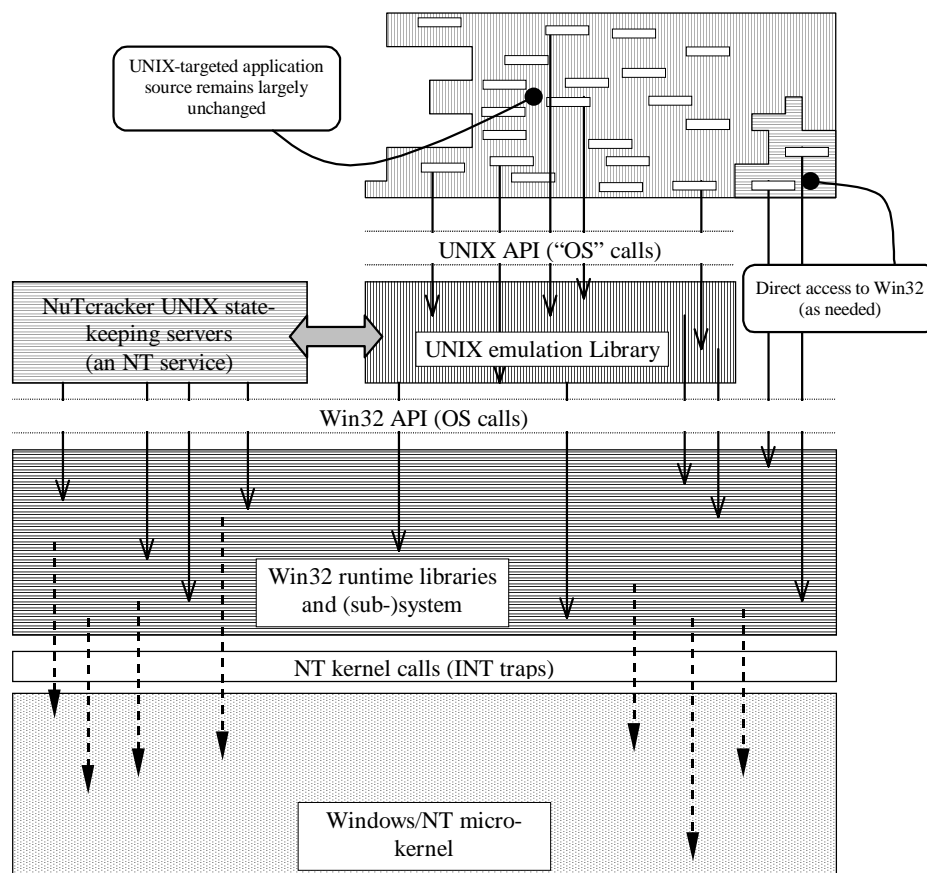 UNIX-targeted application
source remains largely
unchanged
UNIX API (“OS” calls)
Direct access to Win32
(as needed)
NuTcracker UNIX state-
keeping servers
(an NT service)
UNIX emulation Library
Win32 API (OS calls)
Win32 runtime libraries
and (sub-)system
NT kernel calls (INT traps)
Windows/NT micro-
kernel